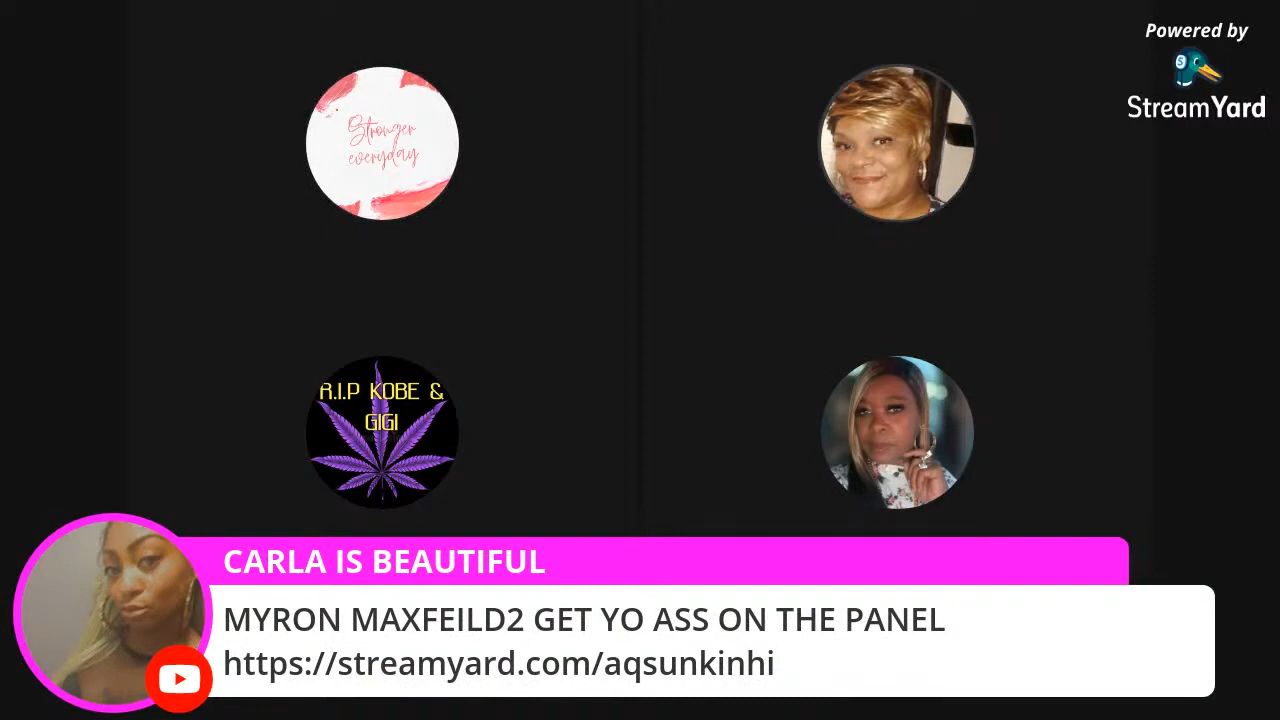 Powered by
StreamYard
Stronger
everyday
R.I.P KOBE &
GIGI
CARLA IS BEAUTIFUL
MYRON MAXFEILD2 GET YO ASS ON THE PANEL
https://streamyard.com/aqsunkinhi